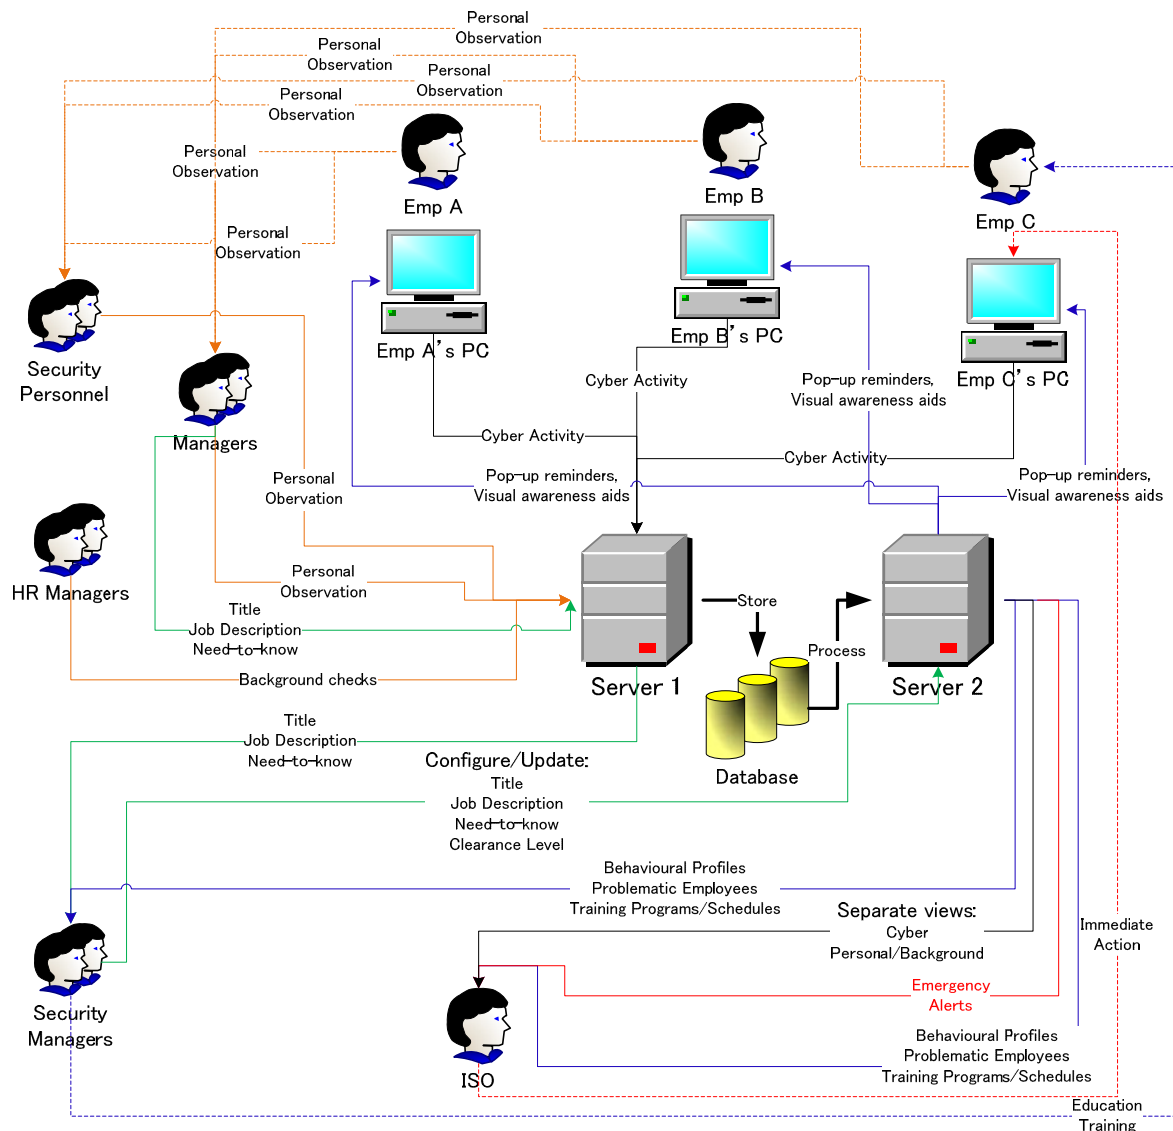 Personal
Observation
Personal
Observation
Personal
Observation
Personal
Observation
Personal
Observation
Personal
Observation
Emp A
Emp B
Emp C
Security
Personnel
Managers
HR Managers
Emp A's PC
Emp B's PC
Emp C's PC
Cyber Activity
Cyber Activity
Cyber Activity
Pop-up reminders,
Visual awareness aids
Pop-up reminders,
Visual awareness aids
Pop-up reminders,
Visual awareness aids
Personal
Obervation
Personal
Observation
Title
Job Description
Need-to-know
Background checks
Store
Process
Server 1
Server 2
Database
Title
Job Description
Need-to-know
Configure/Update:
Title
Job Description
Need-to-know
Clearance Level
Behavioural Profiles
Problematic Employees
Training Programs/Schedules
Separate views:
Cyber
Personal/Background
Immediate
Action
Emergency
Alerts
Security
Managers
ISO
Behavioural Profiles
Problematic Employees
Training Programs/Schedules
Education
Training